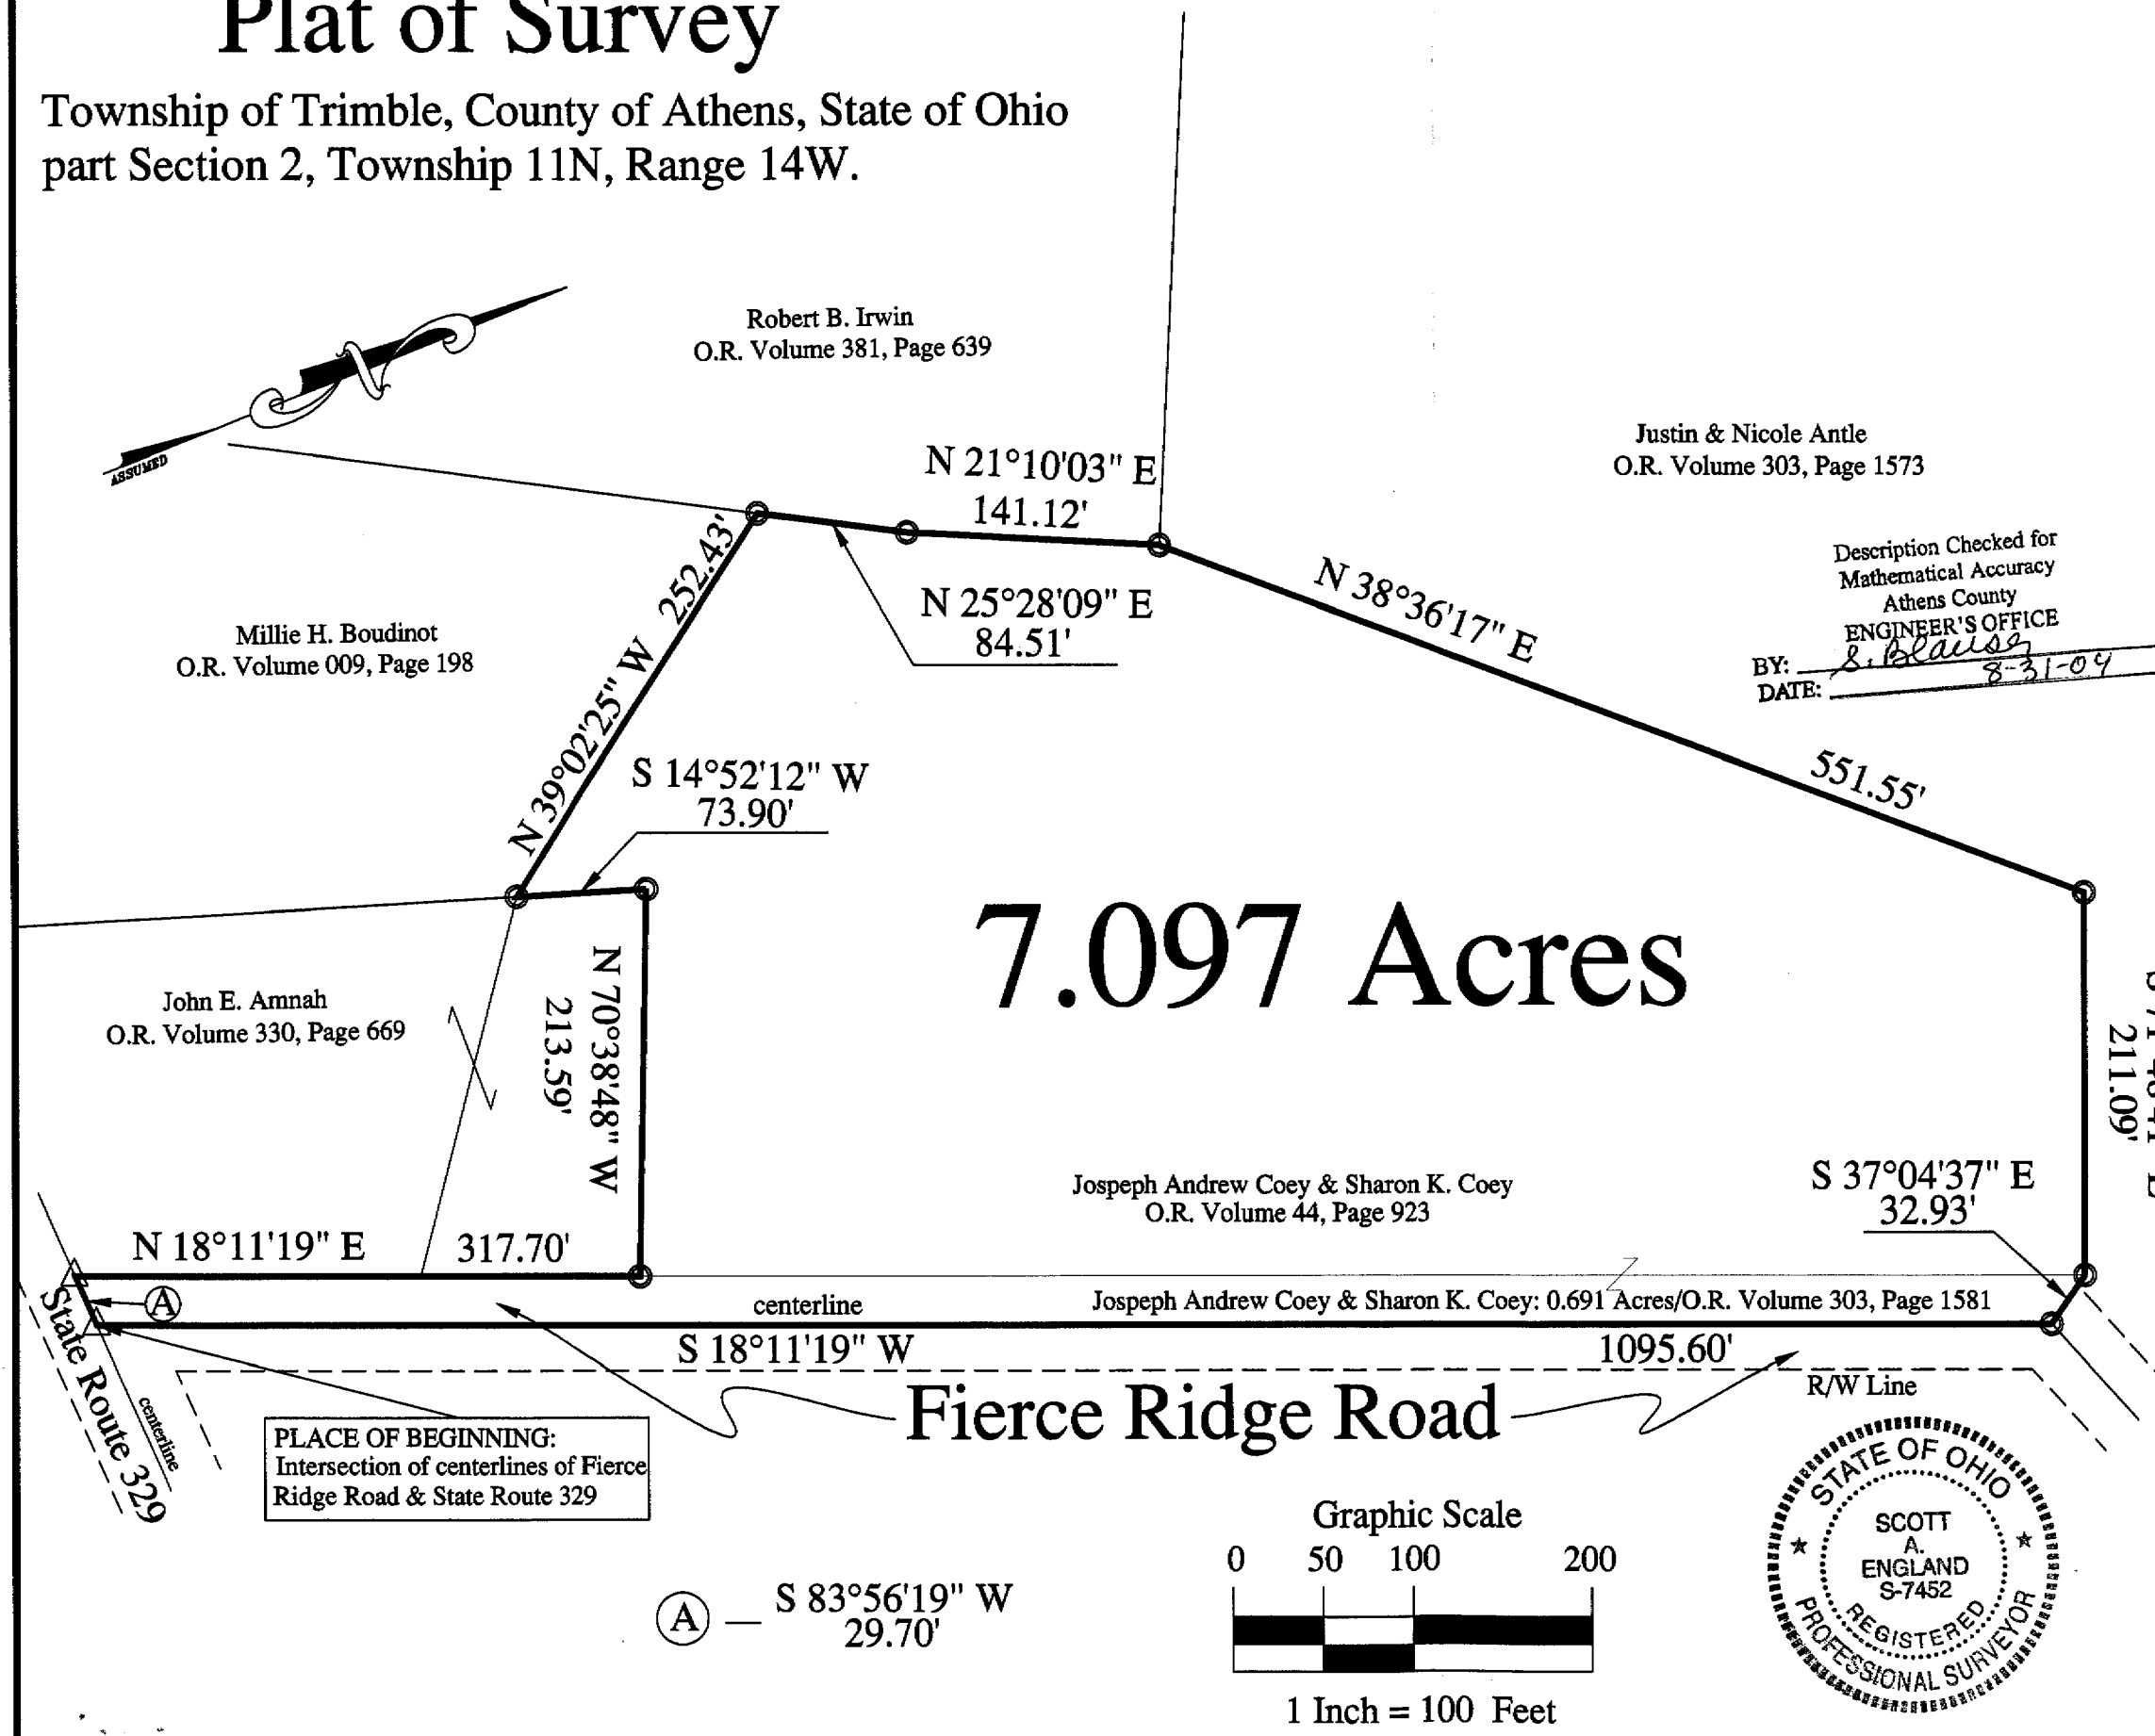 Plat of Survey
Township of Trimble, County of Athens, State of Ohio
part Section 2, Township 11N, Range 14W.
ASSUMED
Robert B. Irwin
O.R. Volume 381, Page 639
Justin & Nicole Antle
O.R. Volume 303, Page 1573
N 21°10'03" E
141.12'
Description Checked for
Mathematical Accuracy
Athens County
ENGINEER'S OFFICE
BY: S. Blauser
DATE: 8-31-04
N 38°36'17" E
551.55'
N 25°28'09" E
84.51'
Millie H. Boudinot
O.R. Volume 009, Page 198
N 39°02'25" W 252.43'
S 14°52'12" W
73.90'
7.097 Acres
John E. Amnah
O.R. Volume 330, Page 669
N 70°38'48" W
213.59'
211.09'
Jospeph Andrew Coey & Sharon K. Coey
O.R. Volume 44, Page 923
S 37°04'37" E
32.93'
N 18°11'19" E 317.70'
A
centerline
Jospeph Andrew Coey & Sharon K. Coey: 0.691 Acres/O.R. Volume 303, Page 1581
S 18°11'19" W 1095.60'
State Route 329
centerline
R/W Line
Fierce Ridge Road
PLACE OF BEGINNING:
Intersection of centerlines of Fierce
Ridge Road & State Route 329
A — S 83°56'19" W
29.70'
Graphic Scale
0 50 100 200
1 Inch = 100 Feet
STATE OF OHIO
SCOTT
A.
ENGLAND
S-7452
REGISTERED
PROFESSIONAL SURVEYOR